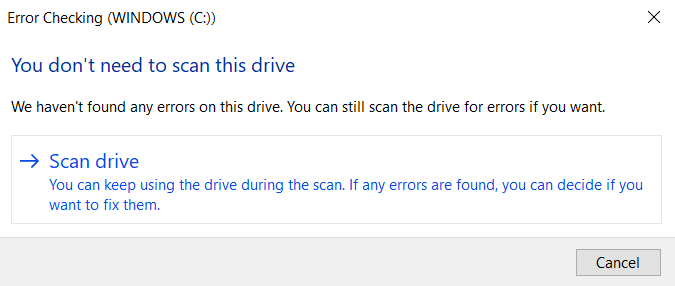 Error Checking (WINDOWS (C:))
You don't need to scan this drive
We haven't found any errors on this drive. You can still scan the drive for errors if you want.
Scan drive
You can keep using the drive during the scan. If any errors are found, you can decide if you
want to fix them.
Cancel